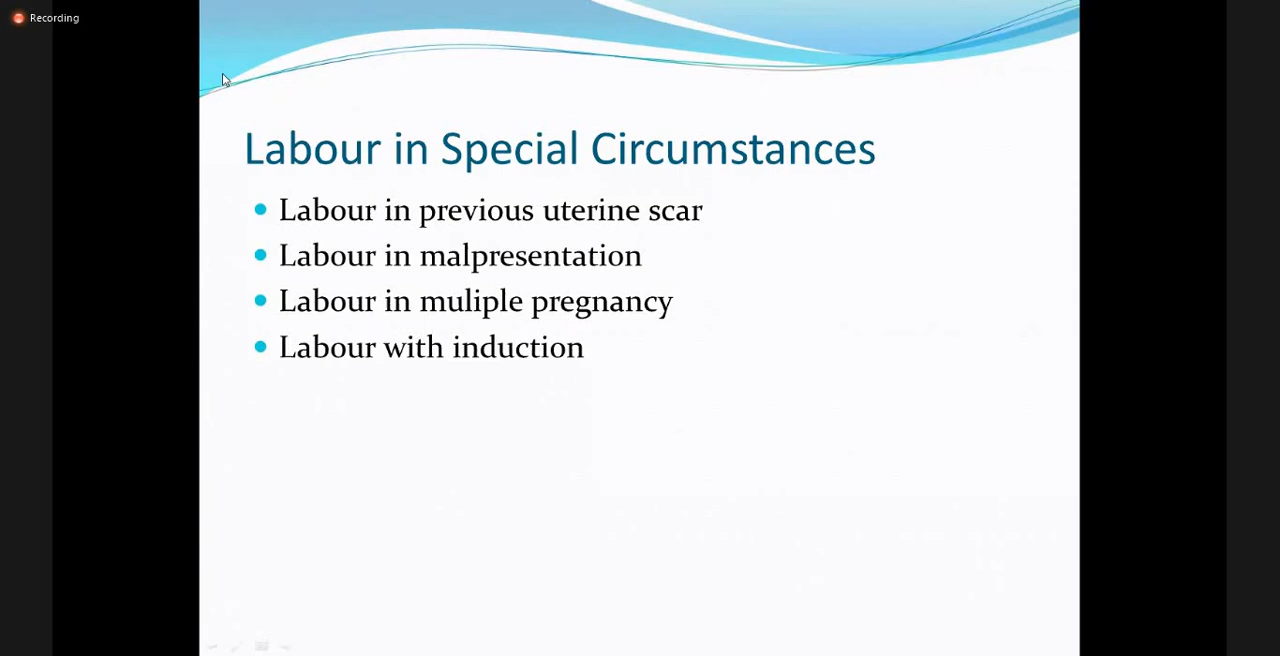 Recording
Labour in Special Circumstances
Labour in previous uterine scar
Labour in malpresentation
Labour in muliple pregnancy
Labour with induction